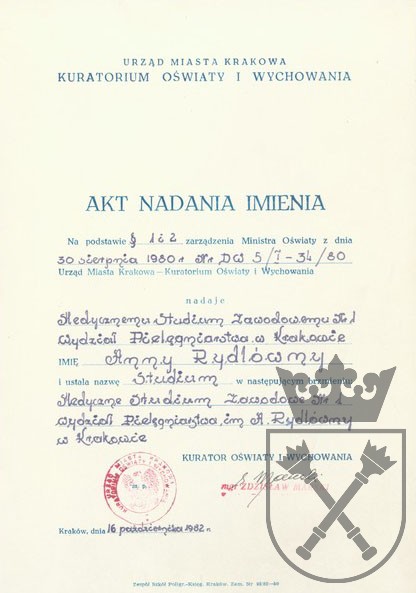 URZĄD MIASTA KRAKOWA
KURATORIUM OŚWIATY I WYCHOWANIA
AKT NADANIA IMIENIA
Na podstawie § 1 i 2 zarządzenia Ministra Oświaty z dnia
30 sierpnia 1980 r. Nr DW 5/I-34/80
Urząd Miasta Krakowa—Kuratorium Oświaty i Wychowania
nadaje
Medycznemu Studium Zawodowemu Nr 1
Wydział Pielęgniarstwa w Krakowie
IMIĘ Anny Rydlówny
i ustala nazwę Studium w następującym brzmieniu
Medyczne Studium Zawodowe Nr 1
wydział Pielęgniarstwa im. A. Rydlówny
w Krakowie
KURATOR OŚWIATY I WYCHOWANIA
mgr ZDZISŁAW
Kraków, dnia 16 października 1982 r.